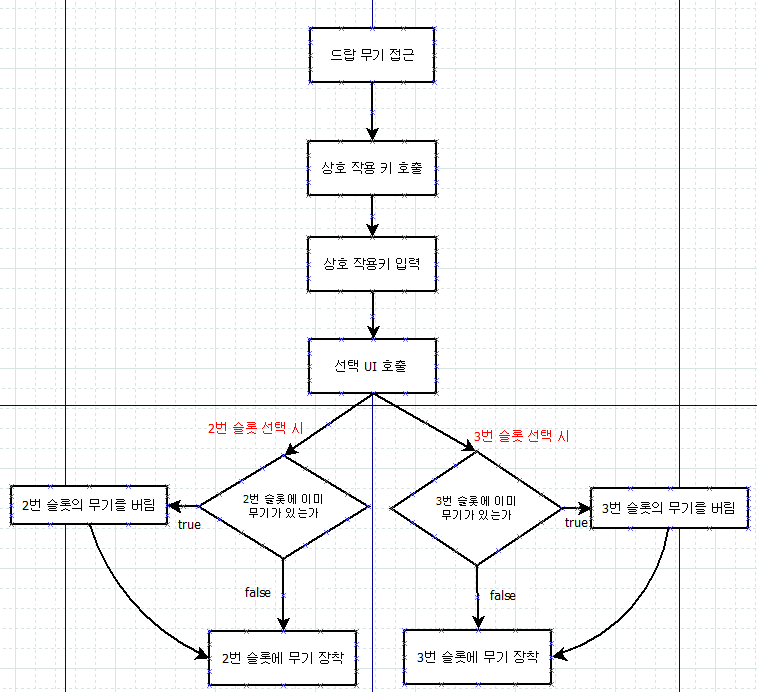 드랍 무기 접근
상호 작용 키 호출
상호 작용키 입력
선택 UI 호출
2번 슬롯 선택 시
3번 슬롯 선택 시
2번 슬롯에 이미
무기가 있는가
3번 슬롯에 이미
무기가 있는가
2번 슬롯의 무기를 버림
true
true
3번 슬롯의 무기를 버림
false
false
2번 슬롯에 무기 장착
3번 슬롯에 무기 장착